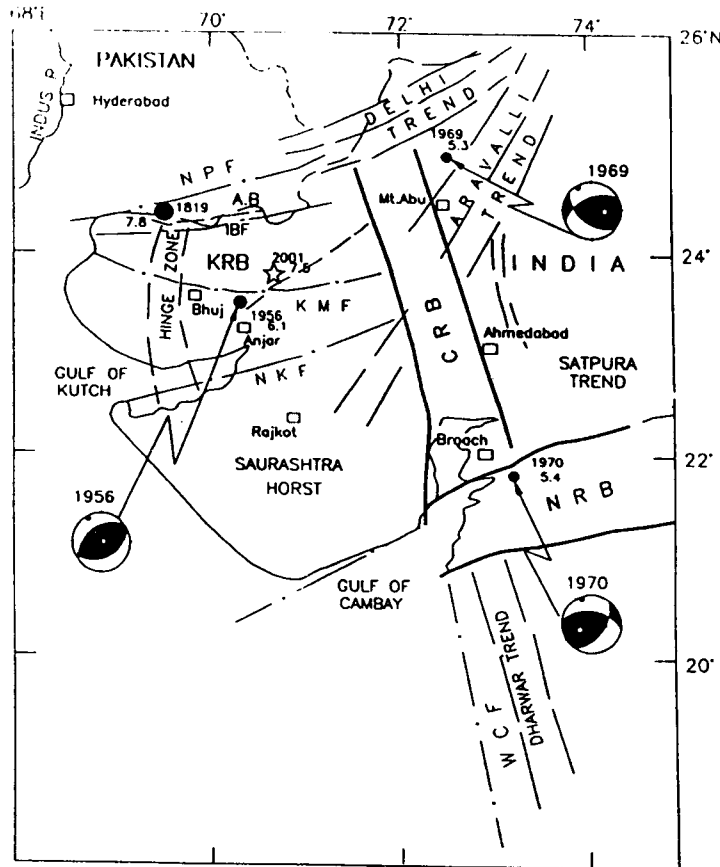 70°
72°
26°N
PAKISTAN
INDUS R.
Hyderabad
DELHI
TREND
1969
5.3
ARAVALLI
TREND
1969
NPF
A.B
1819
7.8
IBF
Mt.Abu
24°
INDIA
HINGE ZONE
KRB
2001
7.6
Bhuj
KMF
1956
6.1
Anjar
CRB
Ahmedabad
GULF OF
KUTCH
NKF
SATPURA
TREND
Rajkot
Broach
SAURASHTRA
HORST
22°
1970
5.4
NRB
1956
GULF OF
CAMBAY
1970
20°
WCF
DHARWAR TREND